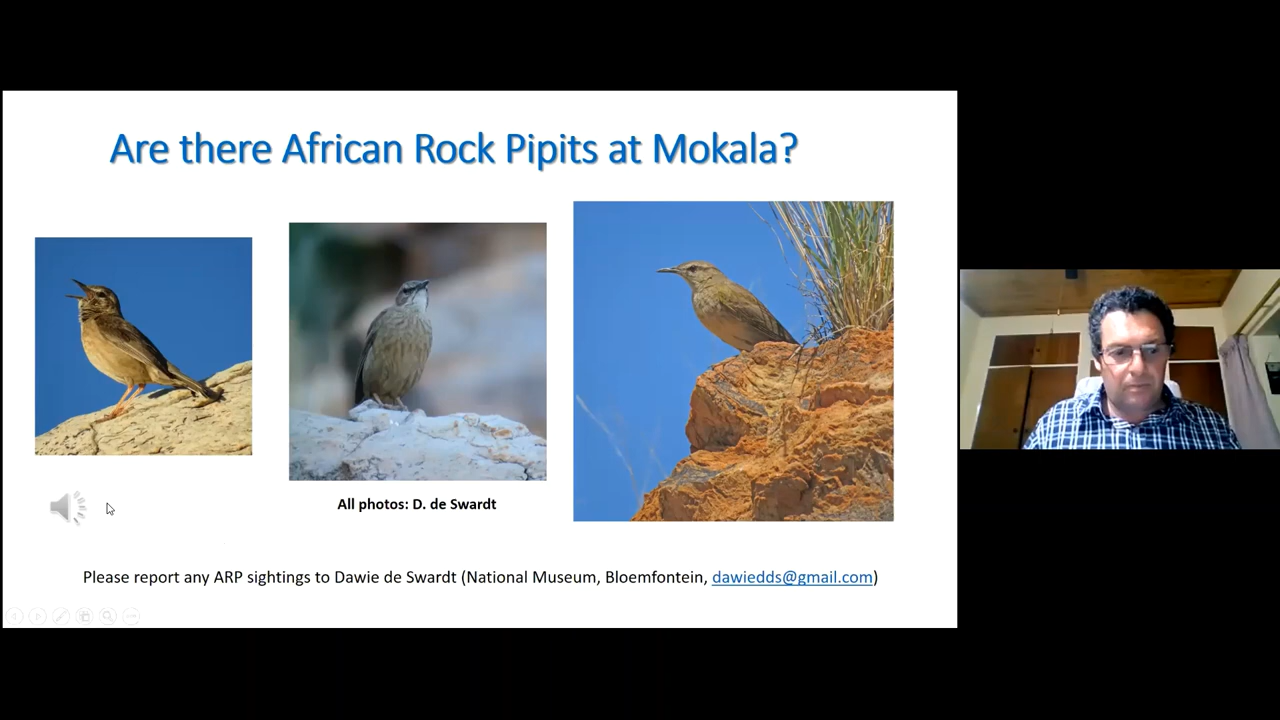 Are there African Rock Pipits at Mokala?
All photos: D. de Swardt
Please report any ARP sightings to Dawie de Swardt (National Museum, Bloemfontein, dawiedds@gmail.com)